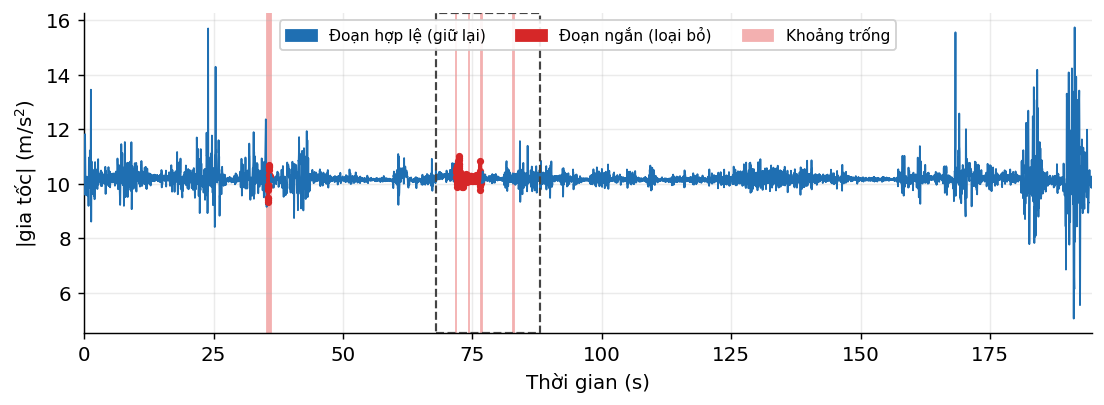 Đoạn hợp lệ (giữ lại) Đoạn ngắn (loại bỏ) Khoảng trống
|gia tốc| (m/s²)
16
14
12
10
8
6
0 25 50 75 100 125 150 175
Thời gian (s)